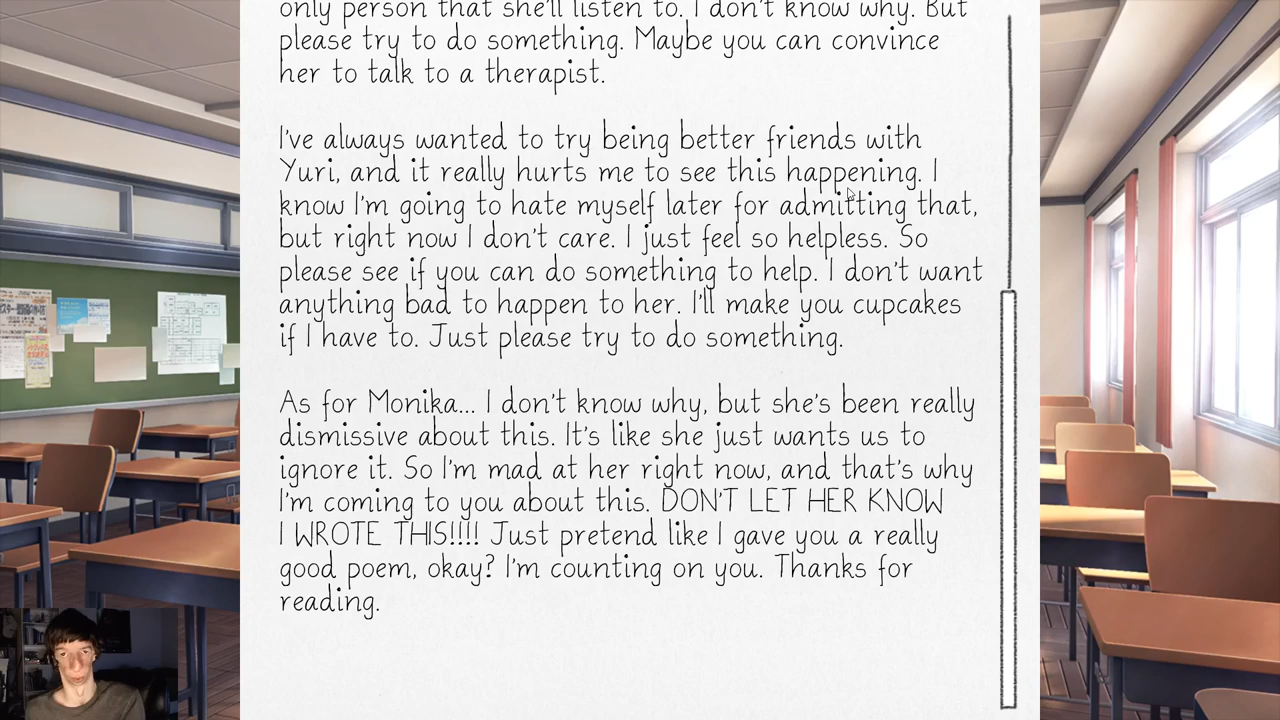 only person that she'll listen to. I don't know why. But
please try to do something. Maybe you can convince
her to talk to a therapist.
I've always wanted to try being better friends with
Yuri, and it really hurts me to see this happening. I
know I'm going to hate myself later for admitting that,
but right now I don't care. I just feel so helpless. So
please see if you can do something to help. I don't want
anything bad to happen to her. I'll make you cupcakes
if I have to. Just please try to do something.
As for Monika... I don't know why, but she's been really
dismissive about this. It's like she just wants us to
ignore it. So I'm mad at her right now, and that's why
I'm coming to you about this. DON'T LET HER KNOW
I WROTE THIS!!!! Just pretend like I gave you a really
good poem, okay? I'm counting on you. Thanks for
reading.